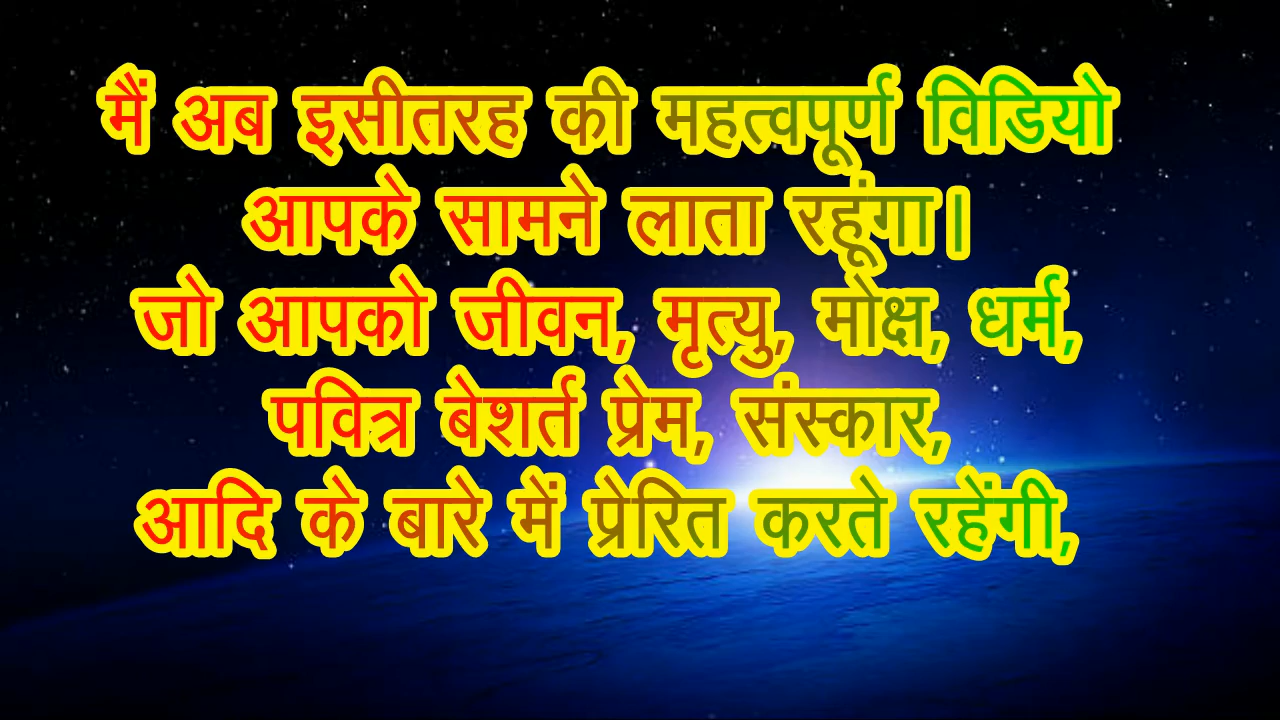 मैं अब इसीतरह की महत्वपूर्ण विडियो
आपके सामने लाता रहूंगा।
जो आपको जीवन, मृत्यु, मोक्ष, धर्म,
पवित्र बेशर्त प्रेम, संस्कार,
आदि के बारे में प्रेरित करते रहेंगी,